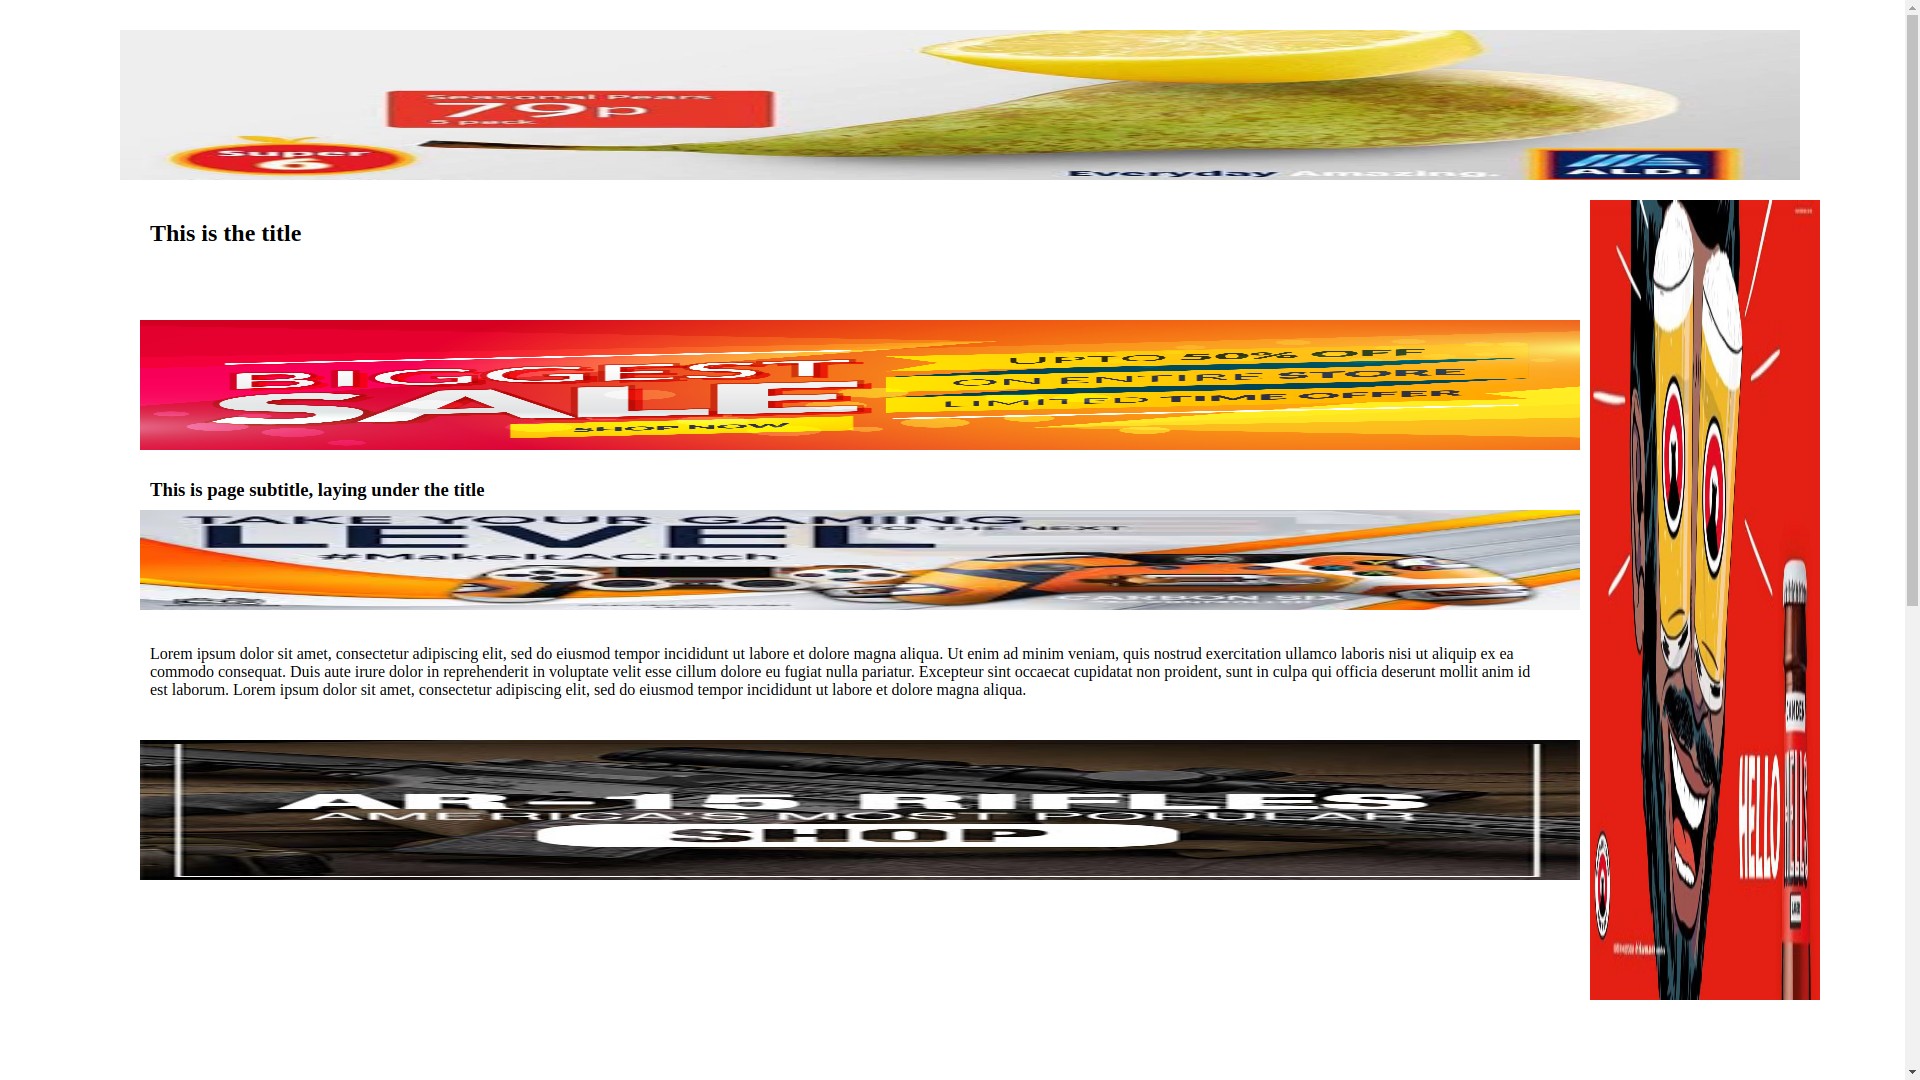 Seasonal Pears
79p
5 pack
Super
6
Everyday Amazing.
ALDI
This is the title
BIGGEST
SALE
SHOP NOW
UPTO 50% OFF
ON ENTIRE STORE
LIMITED TIME OFFER
This is page subtitle, laying under the title
TAKE YOUR GAMING
LEVEL TO THE NEXT
#MakeItACinch
Lorem ipsum dolor sit amet, consectetur adipiscing elit, sed do eiusmod tempor incididunt ut labore et dolore magna aliqua. Ut enim ad minim veniam, quis nostrud exercitation ullamco laboris nisi ut aliquip ex ea
commodo consequat. Duis aute irure dolor in reprehenderit in voluptate velit esse cillum dolore eu fugiat nulla pariatur. Excepteur sint occaecat cupidatat non proident, sunt in culpa qui officia deserunt mollit anim id
est laborum. Lorem ipsum dolor sit amet, consectetur adipiscing elit, sed do eiusmod tempor incididunt ut labore et dolore magna aliqua.
AR-15 RIFLES
AMERICA'S MOST POPULAR
SHOP
CAMDEN
HELLO HELLS